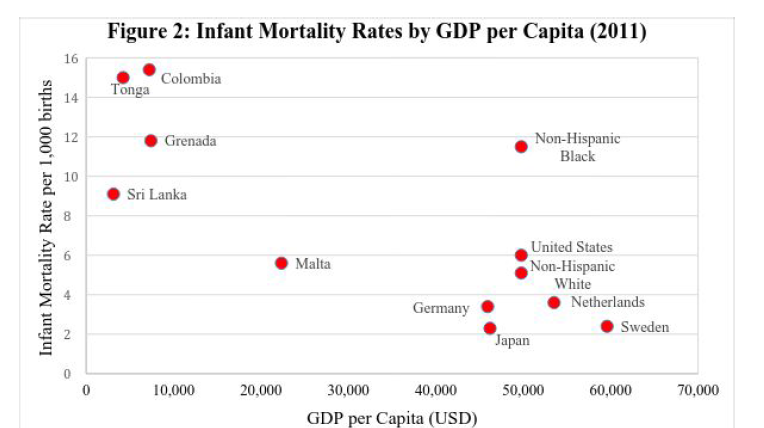 Figure 2: Infant Mortality Rates by GDP per Capita (2011)
Infant Mortality Rate per 1,000 births
16
14
12
10
8
6
4
2
0
Tonga
Colombia
Grenada
Sri Lanka
Malta
Non-Hispanic
Black
United States
Non-Hispanic
White
Germany
Netherlands
Japan
Sweden
0
10,000
20,000
30,000
40,000
50,000
60,000
70,000
GDP per Capita (USD)